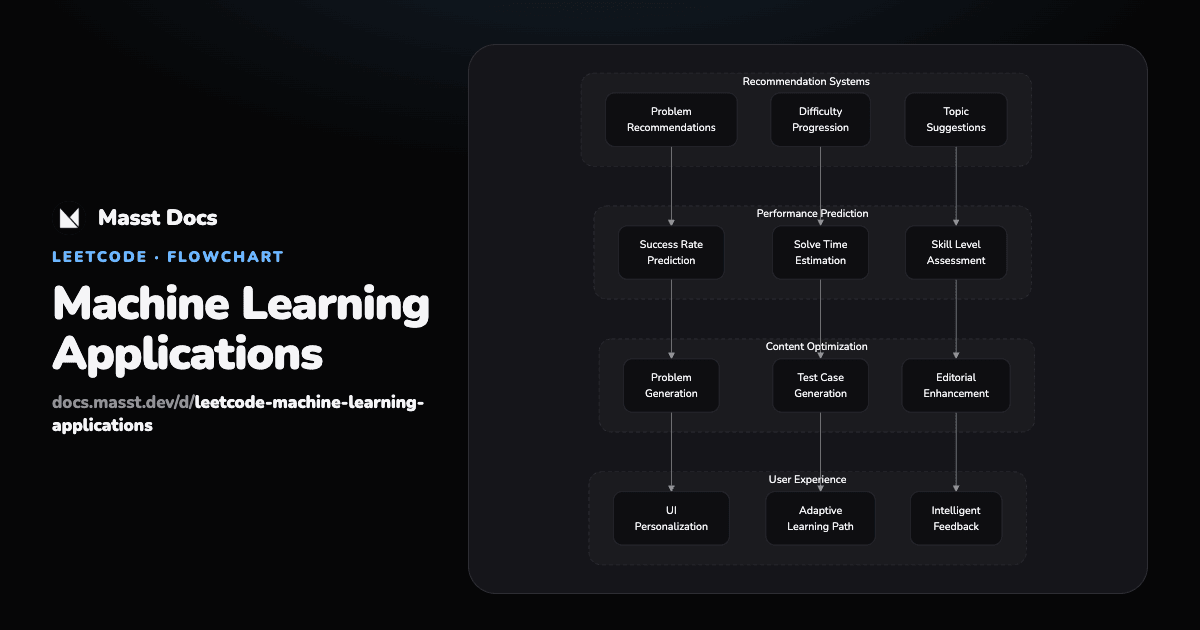 Masst Docs
LEETCODE · FLOWCHART
Machine Learning
Applications
docs.masst.dev/d/leetcode-machine-learning-
applications
Recommendation Systems
Problem
Recommendations
Difficulty
Progression
Topic
Suggestions
Performance Prediction
Success Rate
Prediction
Solve Time
Estimation
Skill Level
Assessment
Content Optimization
Problem
Generation
Test Case
Generation
Editorial
Enhancement
User Experience
UI
Personalization
Adaptive
Learning Path
Intelligent
Feedback